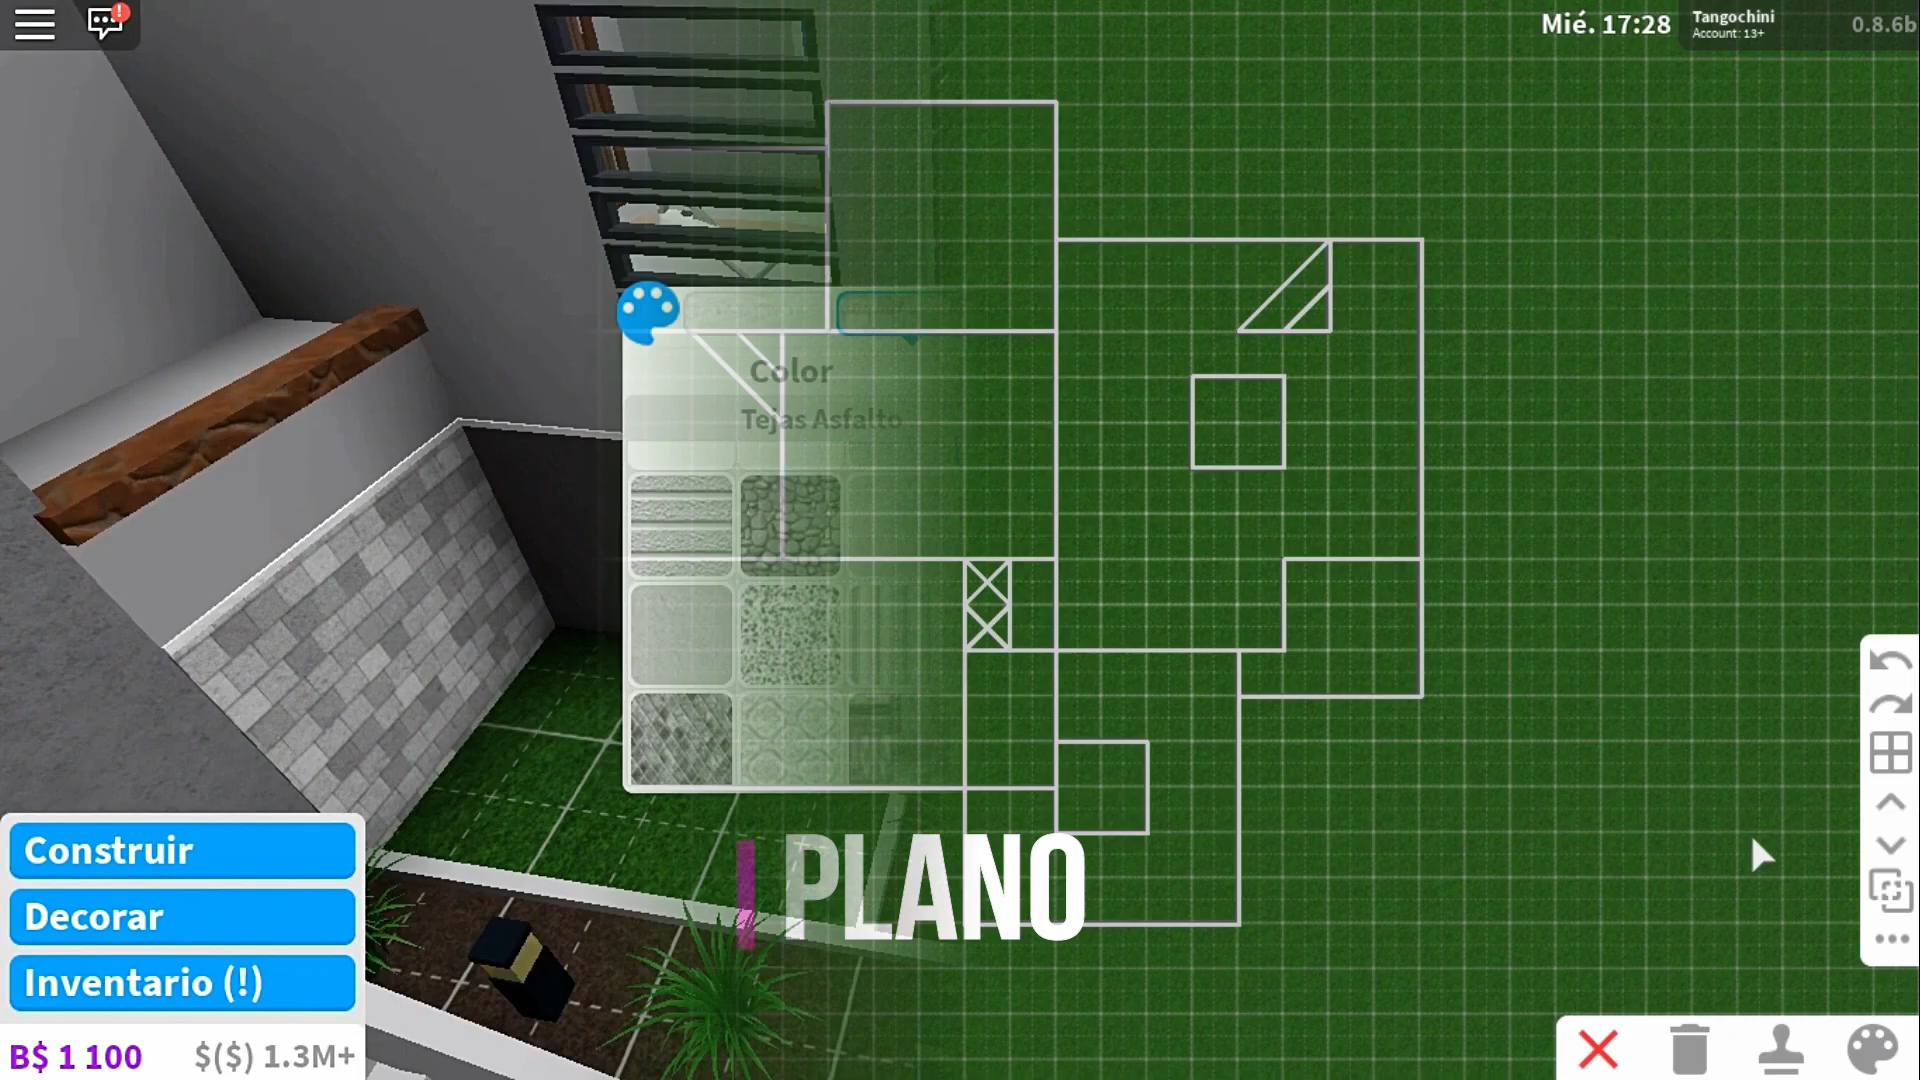 Mié. 17:28
Tangochini
Account: 13+
0.8.6b
Color
Tejas Asfalto
Construir
Decorar
Inventario (!)
PLANO
B$ 1 100
$($) 1.3M+